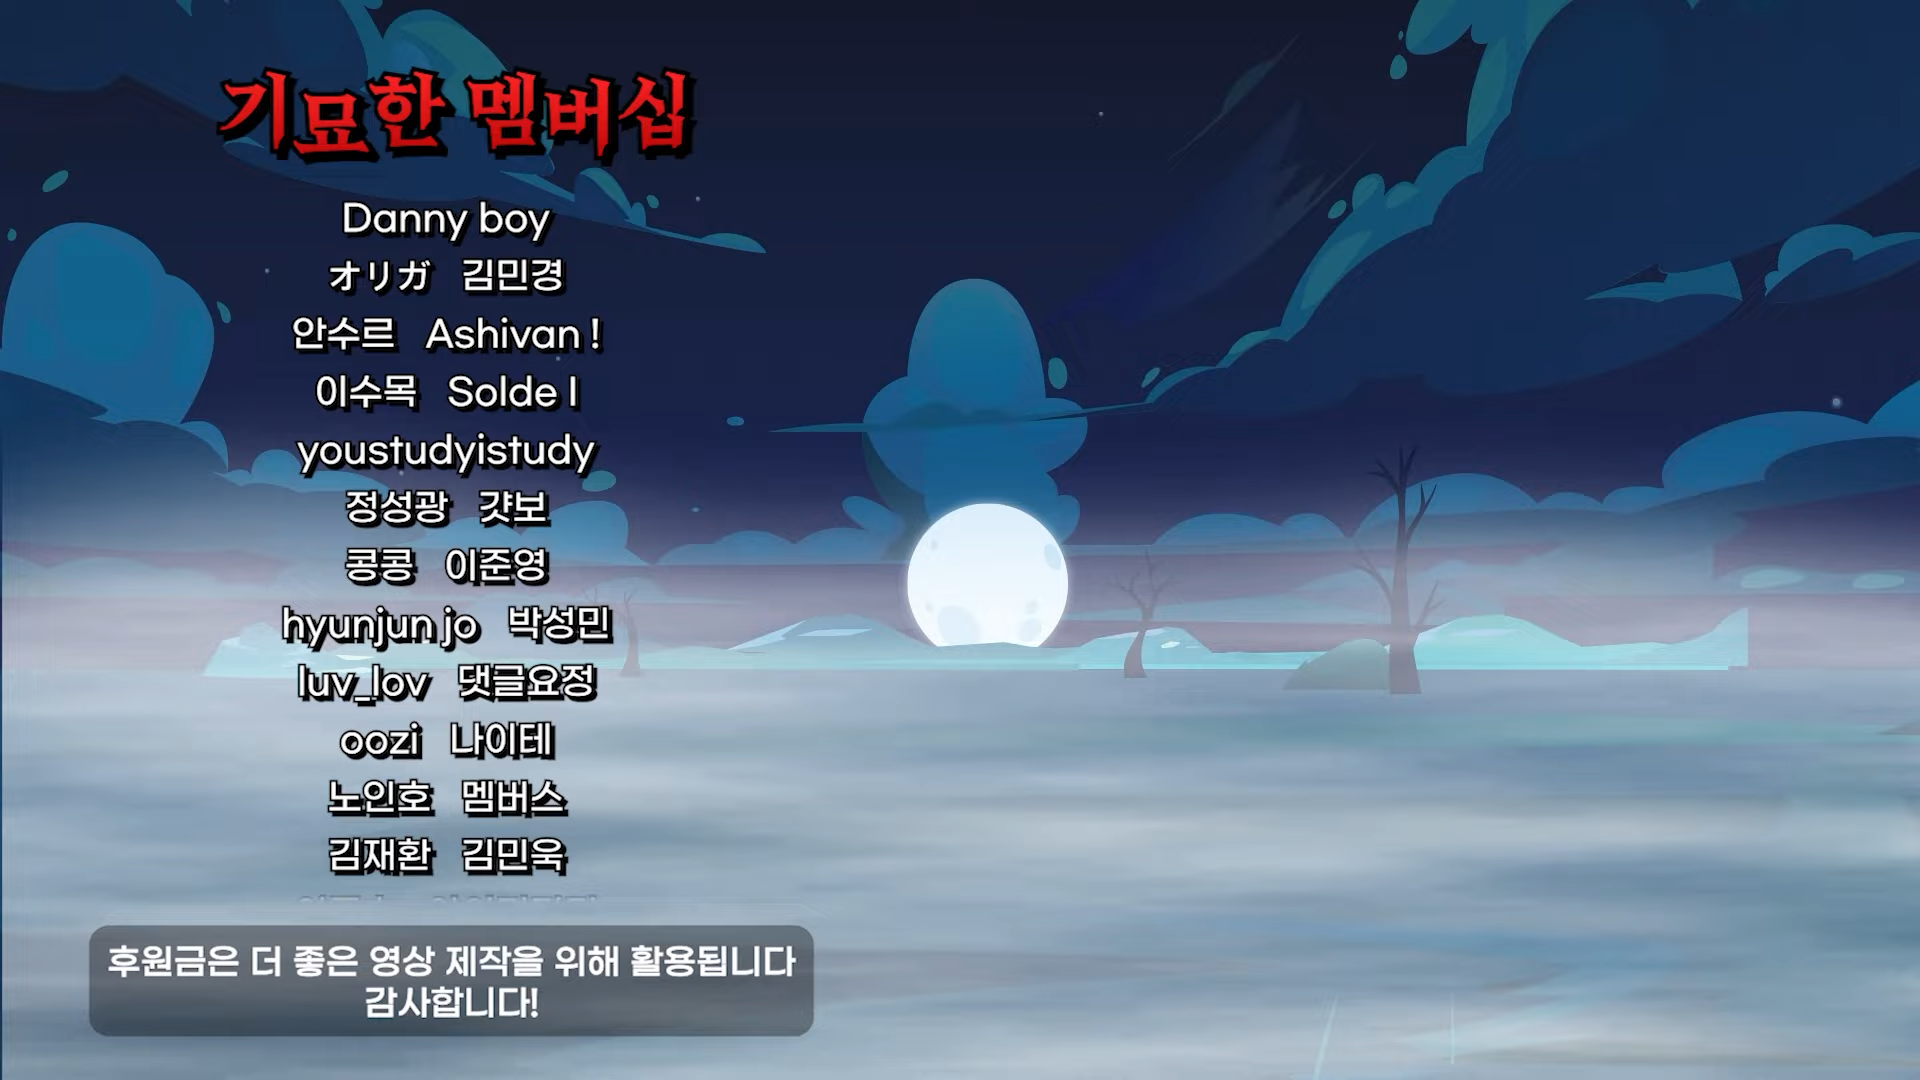 기묘한 멤버십
Danny boy
オリガ 김민경
안수르 Ashivan !
이수목 Solde l
youstudyistudy
정성광 걋보
콩콩 이준영
hyunjun jo 박성민
luv_lov 댓글요정
oozi 나이테
노인호 멤버스
김재환 김민욱
후원금은 더 좋은 영상 제작을 위해 활용됩니다
감사합니다!